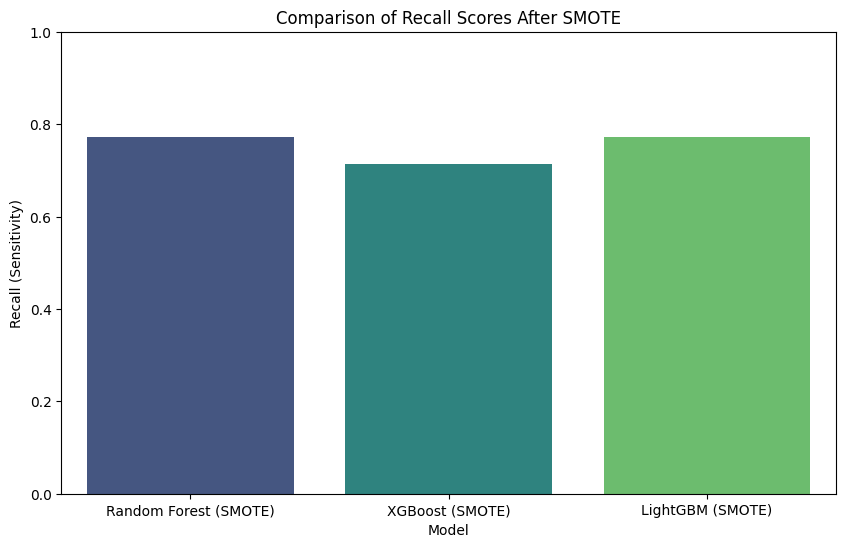 Comparison of Recall Scores After SMOTE
1.0
0.8
0.6
0.4
0.2
0.0
Recall (Sensitivity)
Random Forest (SMOTE)
XGBoost (SMOTE)
LightGBM (SMOTE)
Model